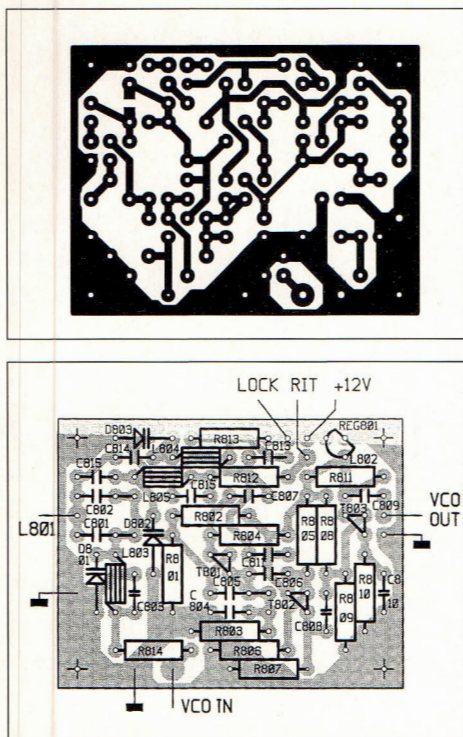 LOCK RIT +12V
D803
REG801
C814
L804
R813
C813
L802
C815
R812
R811
L805
C815
C807
C809
C802
R802
T803
VCO
OUT
L801
C801
D802
R804
R8
05
R8
08
D8
01
L803
R8
01
T801
C811
C805
C806
C803
C
804
T802
C808
R8
09
R8
10
C8
10
R803
R814
R806
R807
VCO IN